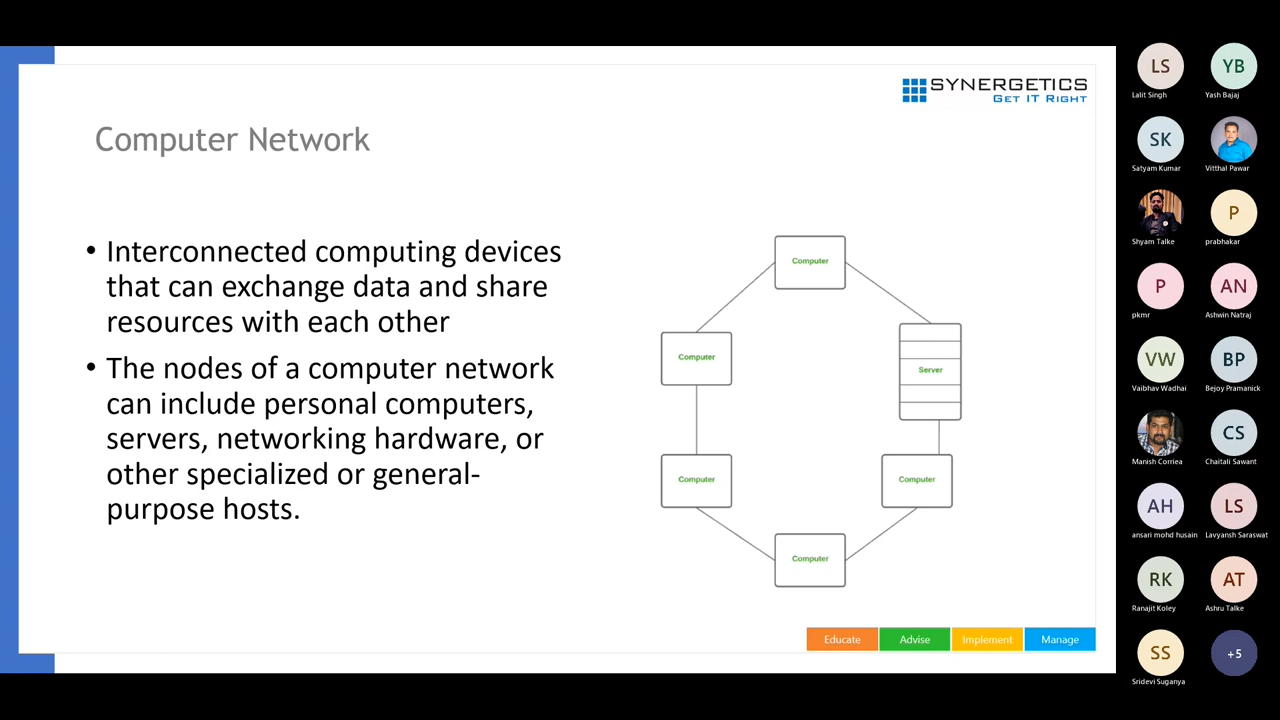 SYNERGETICS
GET IT RIGHT
Computer Network
• Interconnected computing devices
that can exchange data and share
resources with each other
• The nodes of a computer network
can include personal computers,
servers, networking hardware, or
other specialized or general-
purpose hosts.
Computer
Computer
Server
Computer
Computer
Computer
Educate Advise Implement Manage
LS YB
Lalit Singh Yash Bajaj
SK
Satyam Kumar Vitthal Pawar
P
Shyam Talke prabhakar
P AN
pkmr Ashwin Natraj
VW BP
Vaibhav Wadhai Bejoy Pramanick
CS
Manish Corriea Chaitali Sawant
AH LS
ansari mohd husain Lavyansh Saraswat
RK AT
Ranajit Koley Ashru Talke
SS +5
Sridevi Suganya